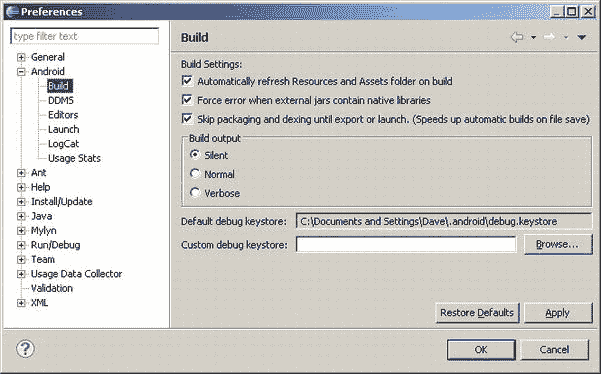 Preferences
type filter text
General
Android
Build
DDMS
Editors
Launch
LogCat
Usage Stats
Ant
Help
Install/Update
Java
Mylyn
Run/Debug
Team
Usage Data Collector
Validation
XML
Build
Build Settings:
Automatically refresh Resources and Assets folder on build
Force error when external jars contain native libraries
Skip packaging and dexing until export or launch. (Speeds up automatic builds on file save)
Build output
Silent
Normal
Verbose
Default debug keystore: C:\Documents and Settings\Dave\.android\debug.keystore
Custom debug keystore: Browse...
Restore Defaults Apply
? OK Cancel